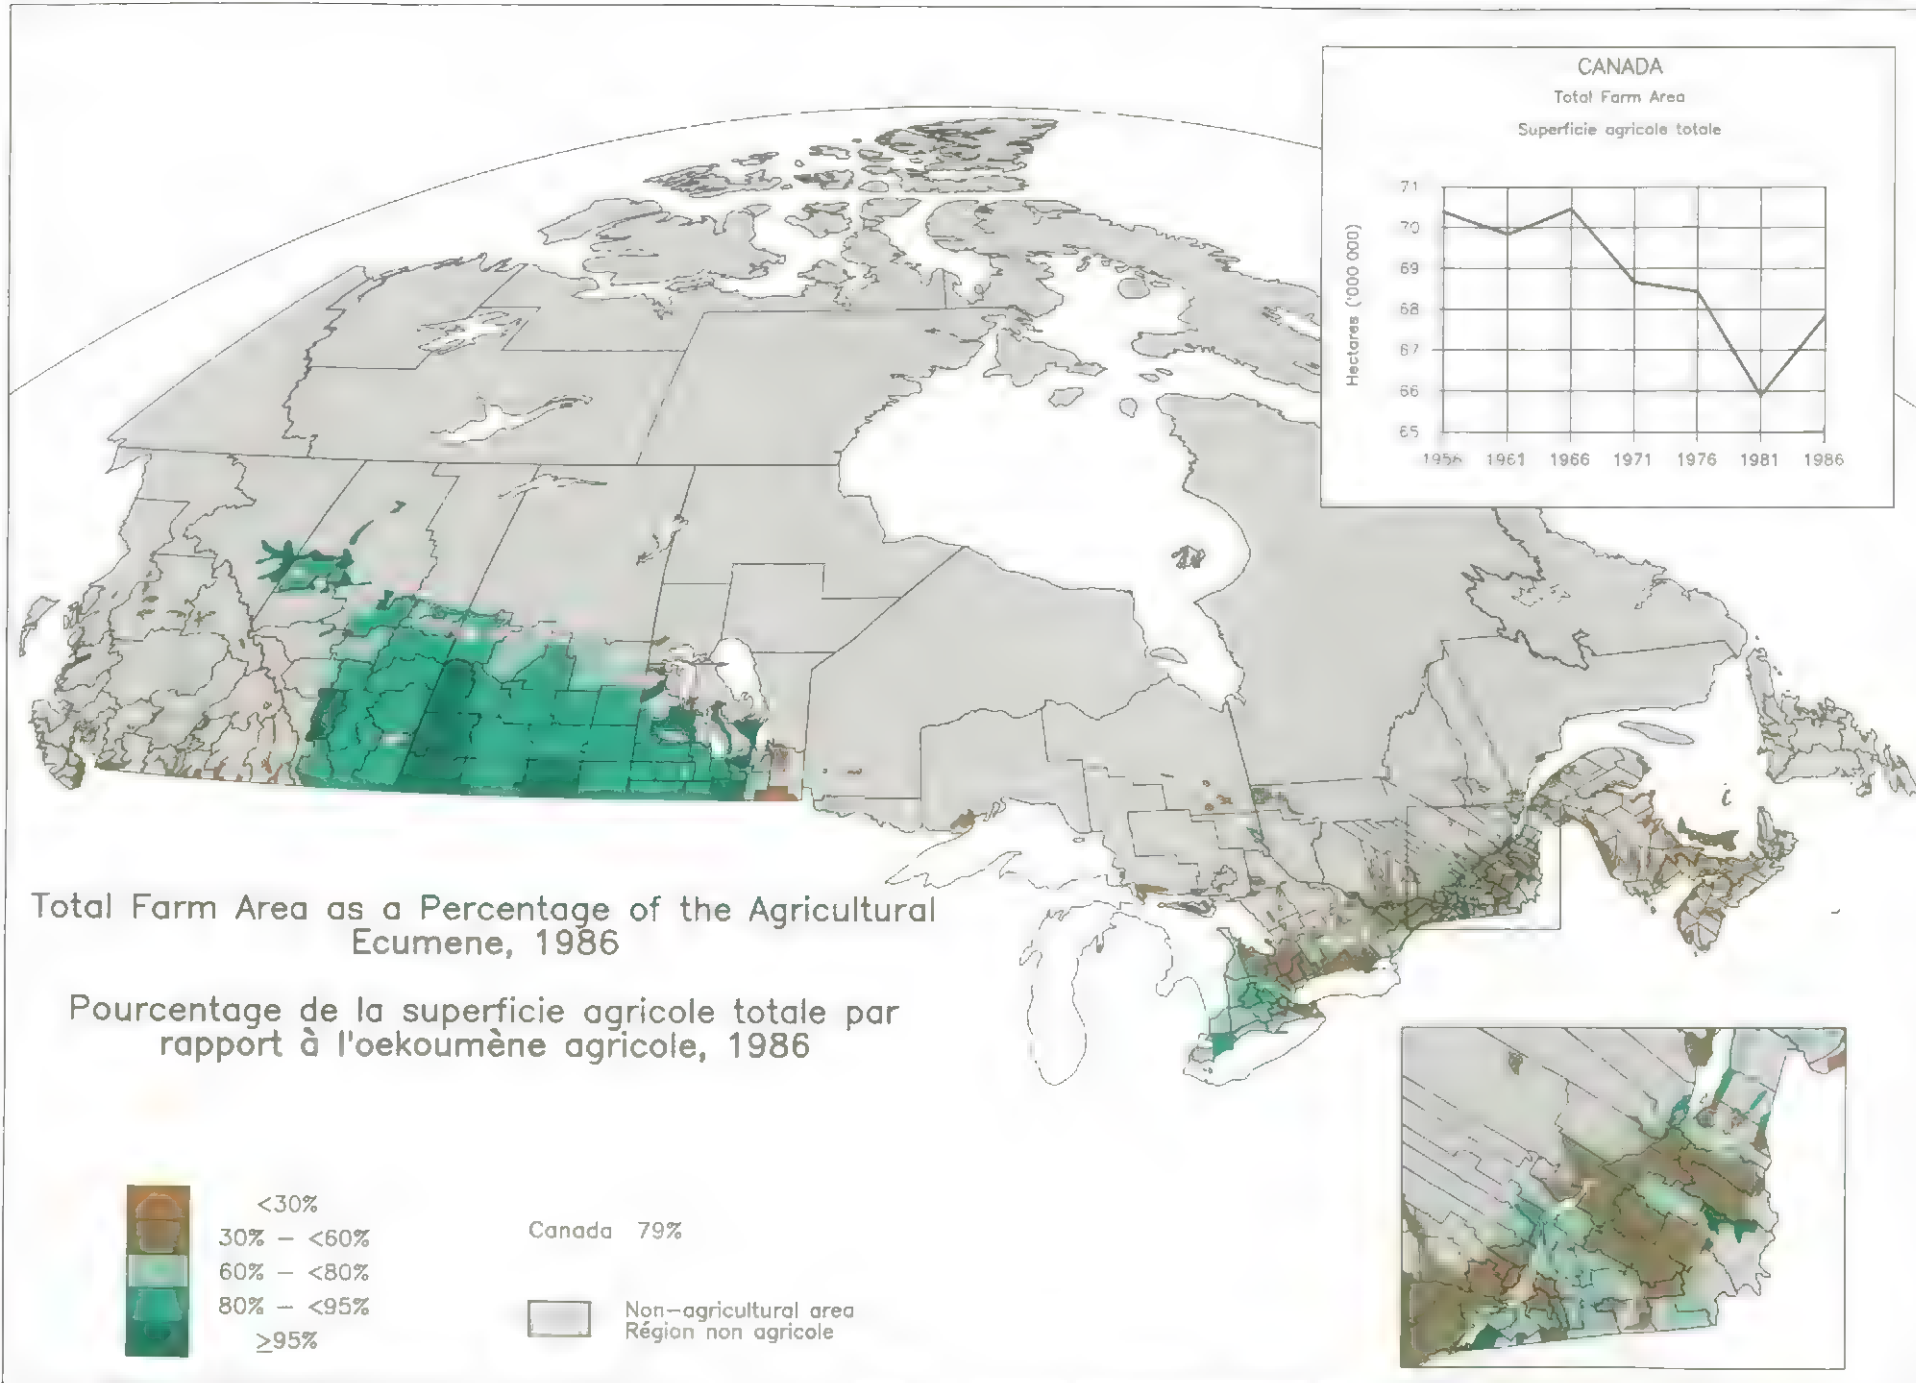 CANADA
Total Farm Area
Superficie agricole totale
Hectares ('000 000)
71
70
69
68
67
66
65
1956 1961 1966 1971 1976 1981 1986
Total Farm Area as a Percentage of the Agricultural
Ecumene, 1986
Pourcentage de la superficie agricole totale par
rapport à l'oekoumène agricole, 1986
<30%
30% – <60%
60% – <80%
80% – <95%
≥95%
Canada 79%
Non-agricultural area
Région non agricole